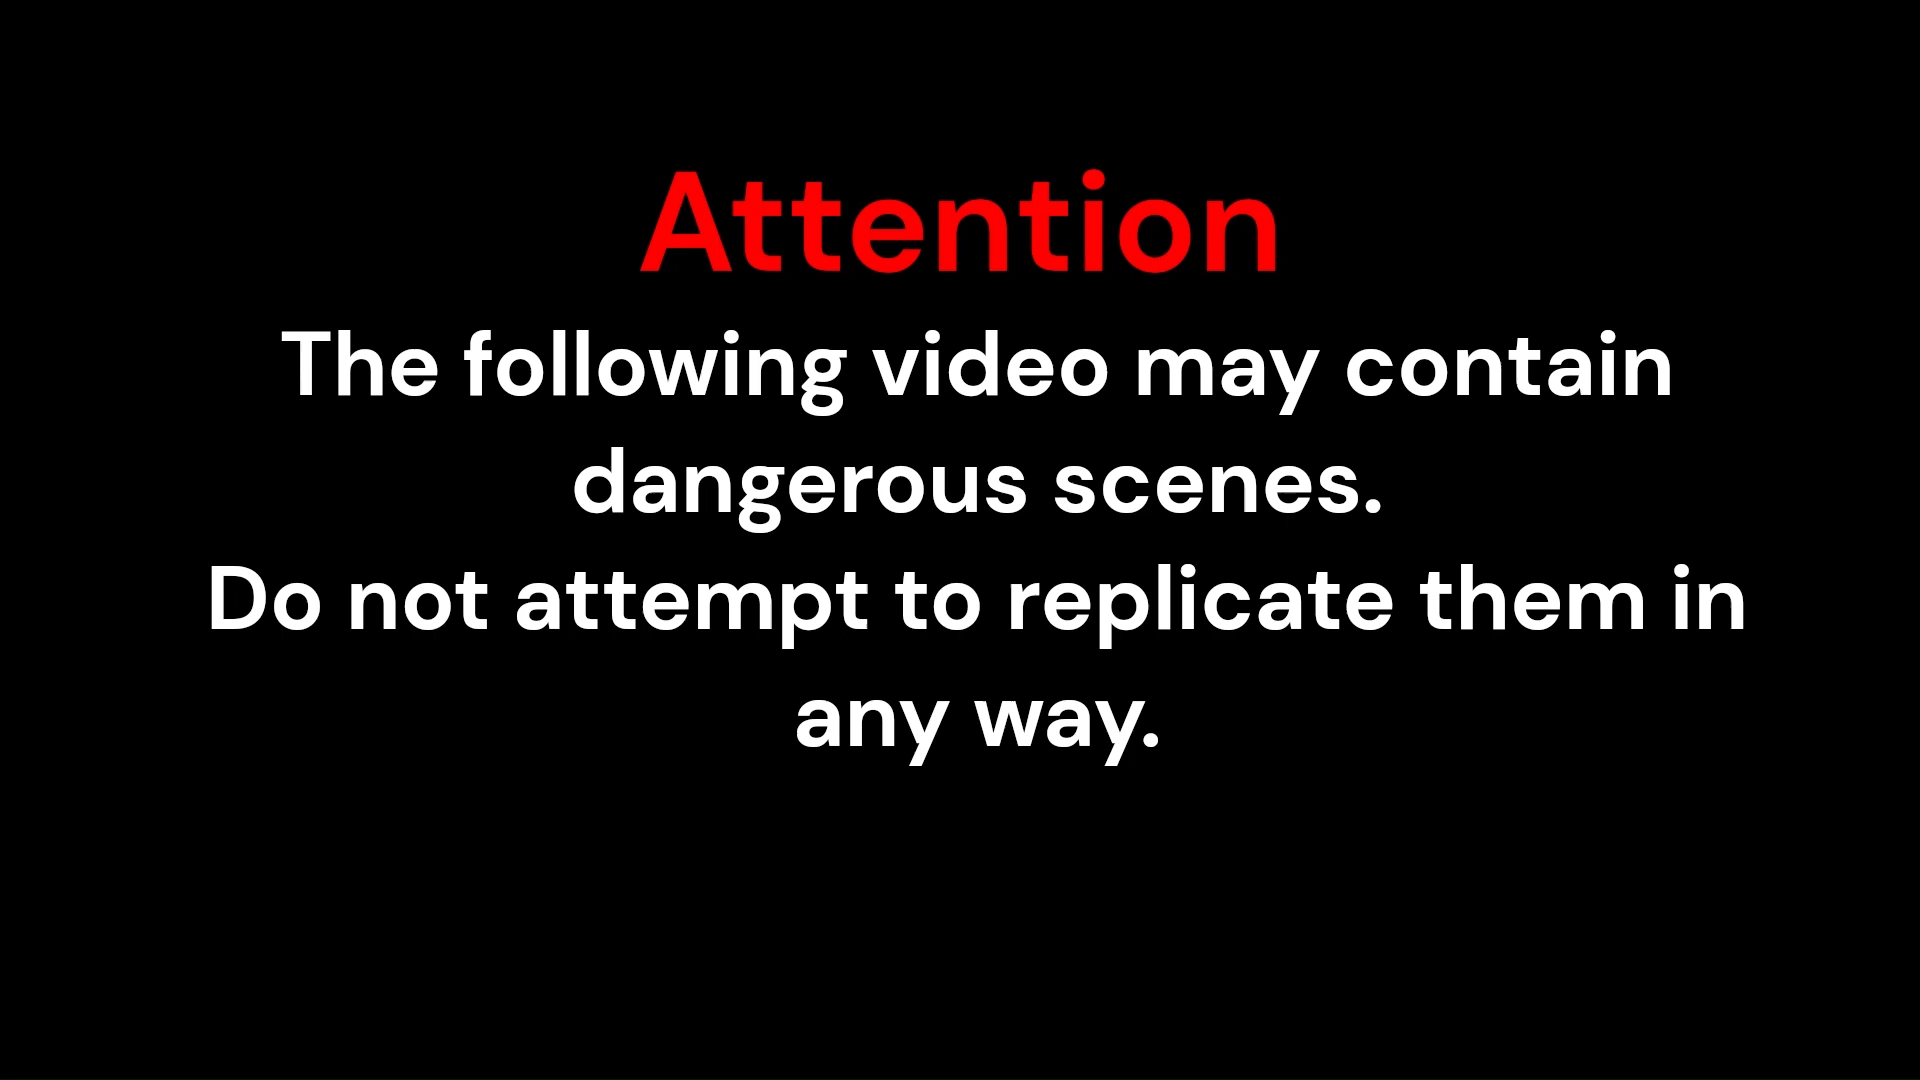 Attention
The following video may contain
dangerous scenes.
Do not attempt to replicate them in
any way.